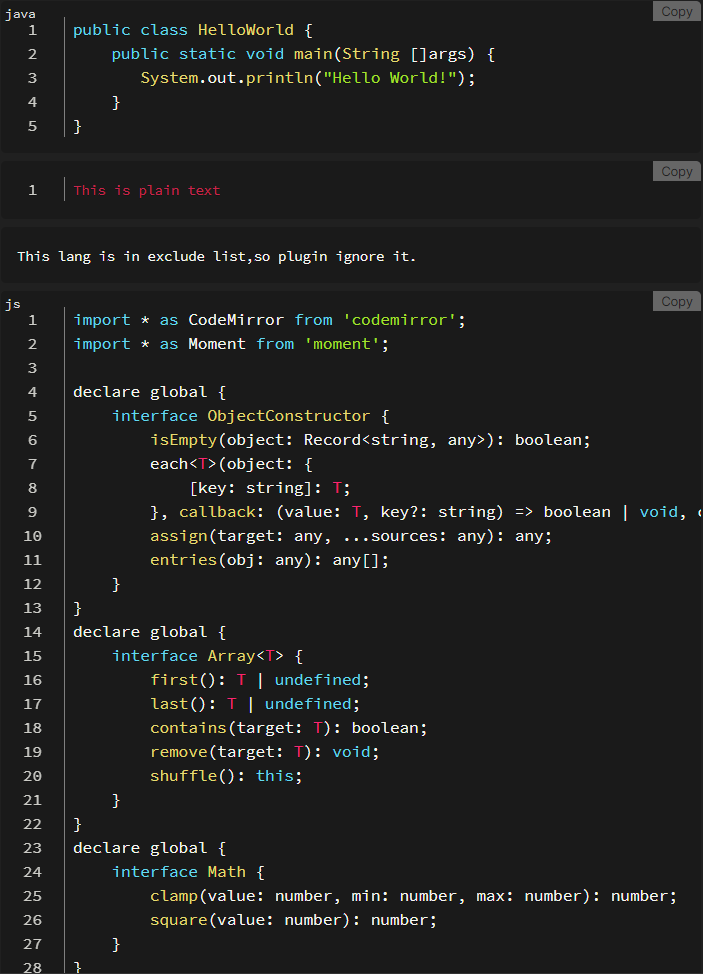 java
Copy
1 public class HelloWorld {
2     public static void main(String []args) {
3        System.out.println("Hello World!");
4     }
5 }
Copy
1 This is plain text
This lang is in exclude list,so plugin ignore it.
js
Copy
1 import * as CodeMirror from 'codemirror';
2 import * as Moment from 'moment';
3
4 declare global {
5     interface ObjectConstructor {
6         isEmpty(object: Record<string, any>): boolean;
7         each<T>(object: {
8             [key: string]: T;
9         }, callback: (value: T, key?: string) => boolean | void,
10         assign(target: any, ...sources: any): any;
11         entries(obj: any): any[];
12     }
13 }
14 declare global {
15     interface Array<T> {
16         first(): T | undefined;
17         last(): T | undefined;
18         contains(target: T): boolean;
19         remove(target: T): void;
20         shuffle(): this;
21     }
22 }
23 declare global {
24     interface Math {
25         clamp(value: number, min: number, max: number): number;
26         square(value: number): number;
27     }
28 }